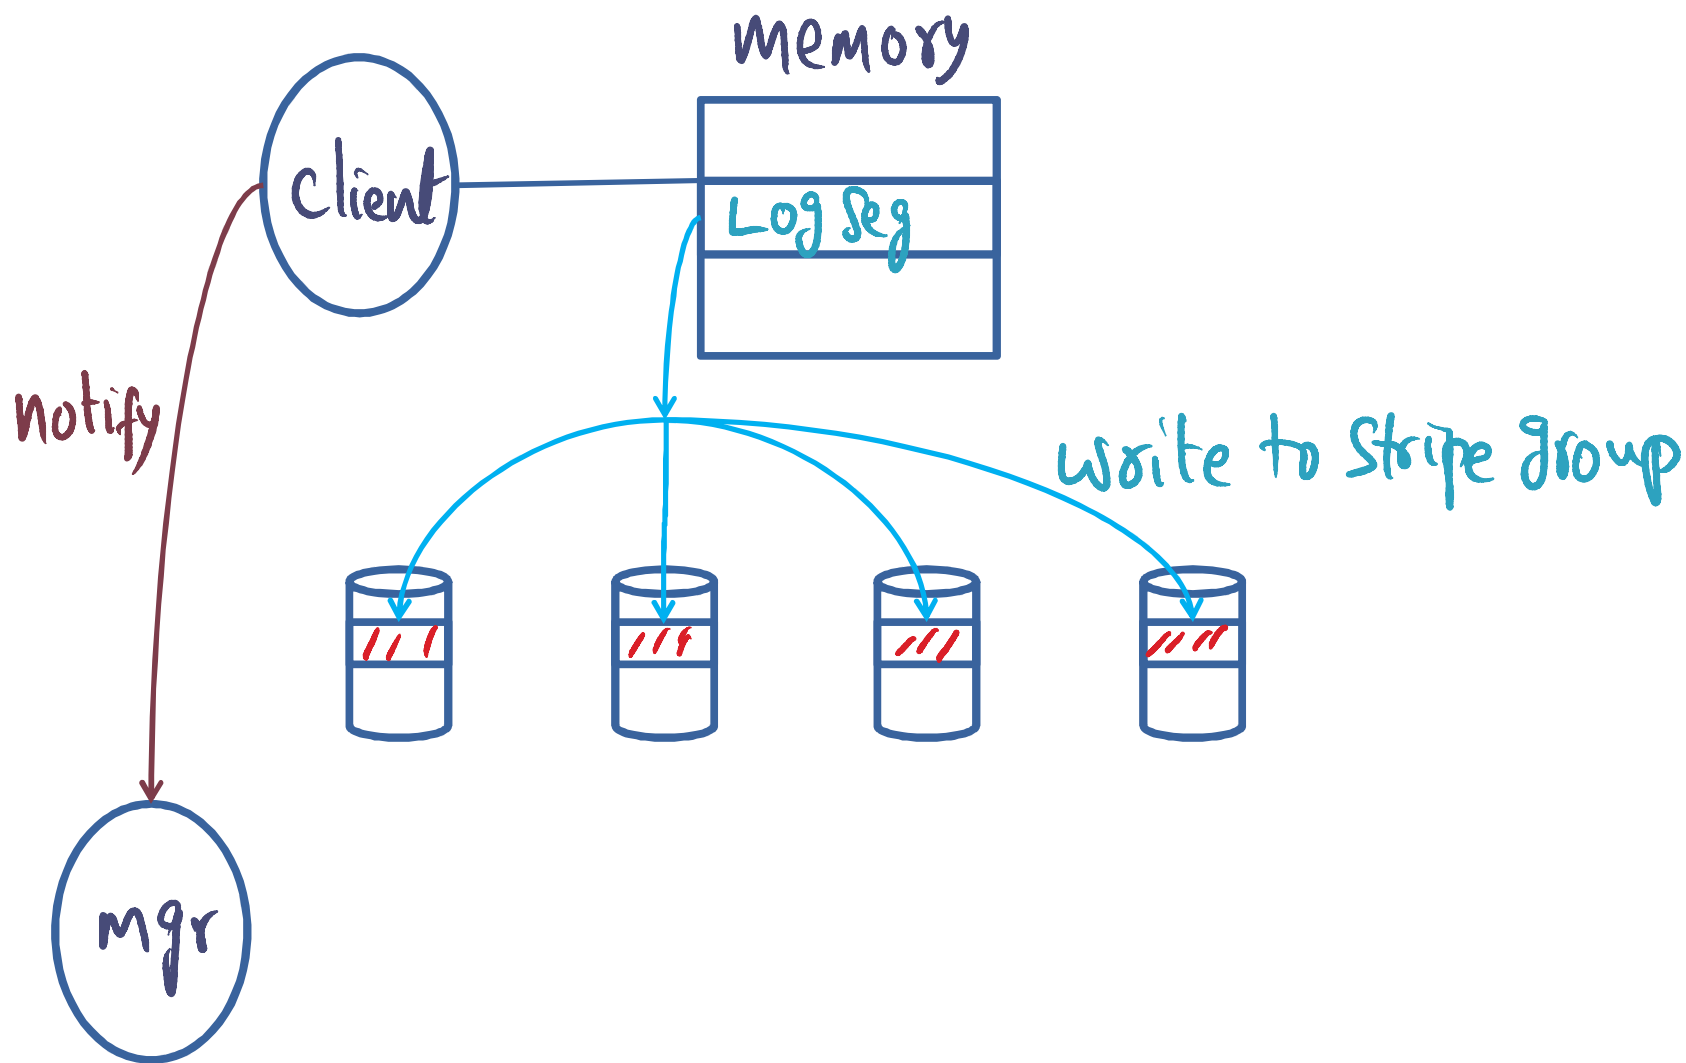 memory
client
Log Seg
notify
write to stripe group
mgr